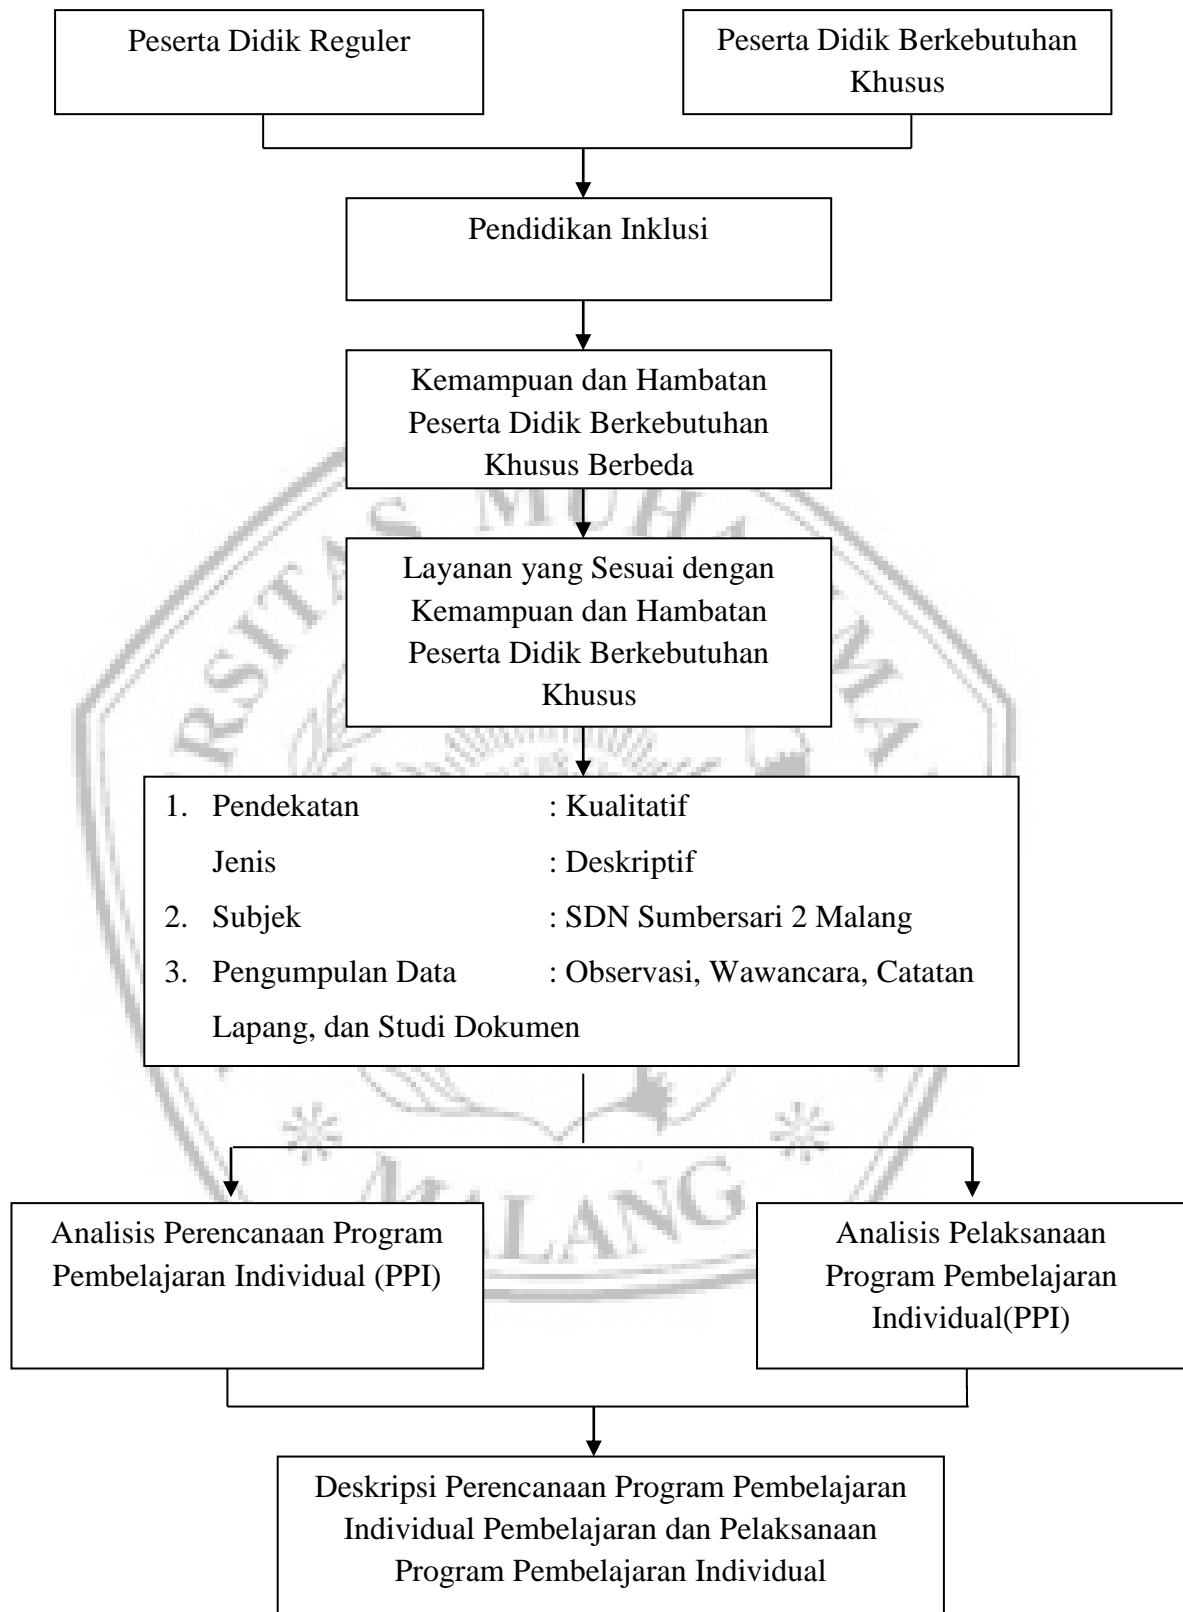 Peserta Didik Reguler
Peserta Didik Berkebutuhan
Khusus
Pendidikan Inklusi
Kemampuan dan Hambatan
Peserta Didik Berkebutuhan
Khusus Berbeda
Layanan yang Sesuai dengan
Kemampuan dan Hambatan
Peserta Didik Berkebutuhan
Khusus
1. Pendekatan : Kualitatif
Jenis : Deskriptif
2. Subjek : SDN Sumbersari 2 Malang
3. Pengumpulan Data : Observasi, Wawancara, Catatan
Lapang, dan Studi Dokumen
Analisis Perencanaan Program
Pembelajaran Individual (PPI)
Analisis Pelaksanaan
Program Pembelajaran
Individual(PPI)
Deskripsi Perencanaan Program Pembelajaran
Individual Pembelajaran dan Pelaksanaan
Program Pembelajaran Individual
MALANG